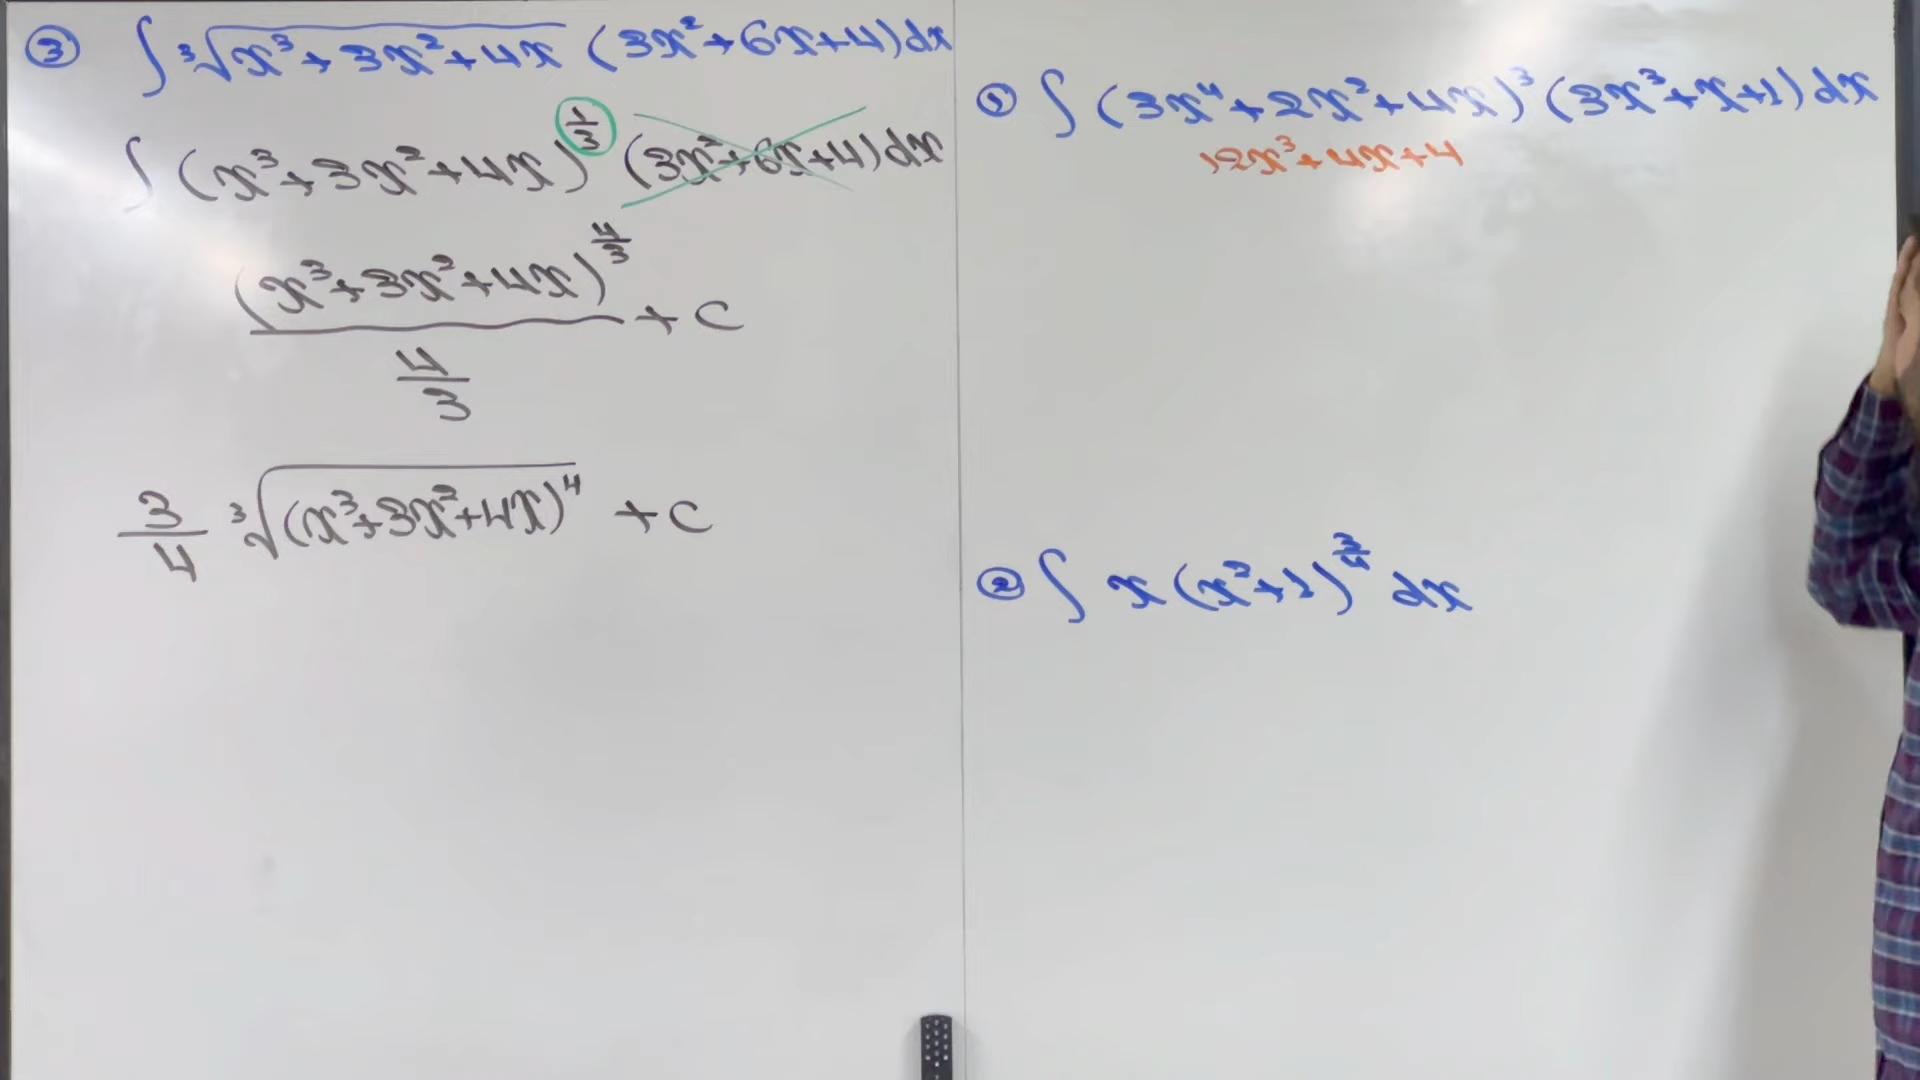 ③ ∫ ∛(x³+3x²+4x) (3x²+6x+4)dx
∫ (x³+3x²+4x)^(1/3) (3x²+6x+4)dx
(x³+3x²+4x)^(4/3) / (4/3) + C
3/4 ∛((x³+3x²+4x)⁴) + C
① ∫ (3x⁴+2x²+4x)³(3x³+x+1)dx
12x³+4x+4
② ∫ x(x²+1)^(3/4) dx